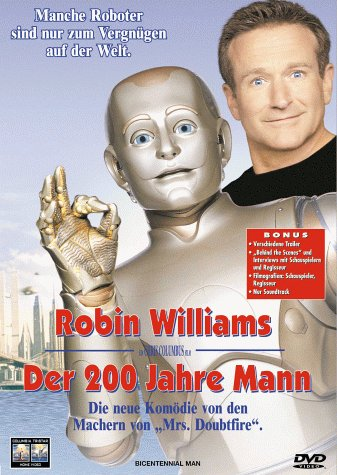 Manche Roboter
sind nur zum Vergnügen
auf der Welt.
BONUS
• Verschiedene Trailer
• „Behind the Scenes" und
Interviews mit Schauspielern
und Regisseur
• Filmografien: Schauspieler,
Regisseur
• Nur Soundtrack
Robin Williams
EIN CHRIS COLUMBUS FILM
Der 200 Jahre Mann
Die neue Komödie von den
Machern von „Mrs. Doubtfire".
COLUMBIA TRISTAR
HOME VIDEO
BICENTENNIAL MAN
DVD
VIDEO